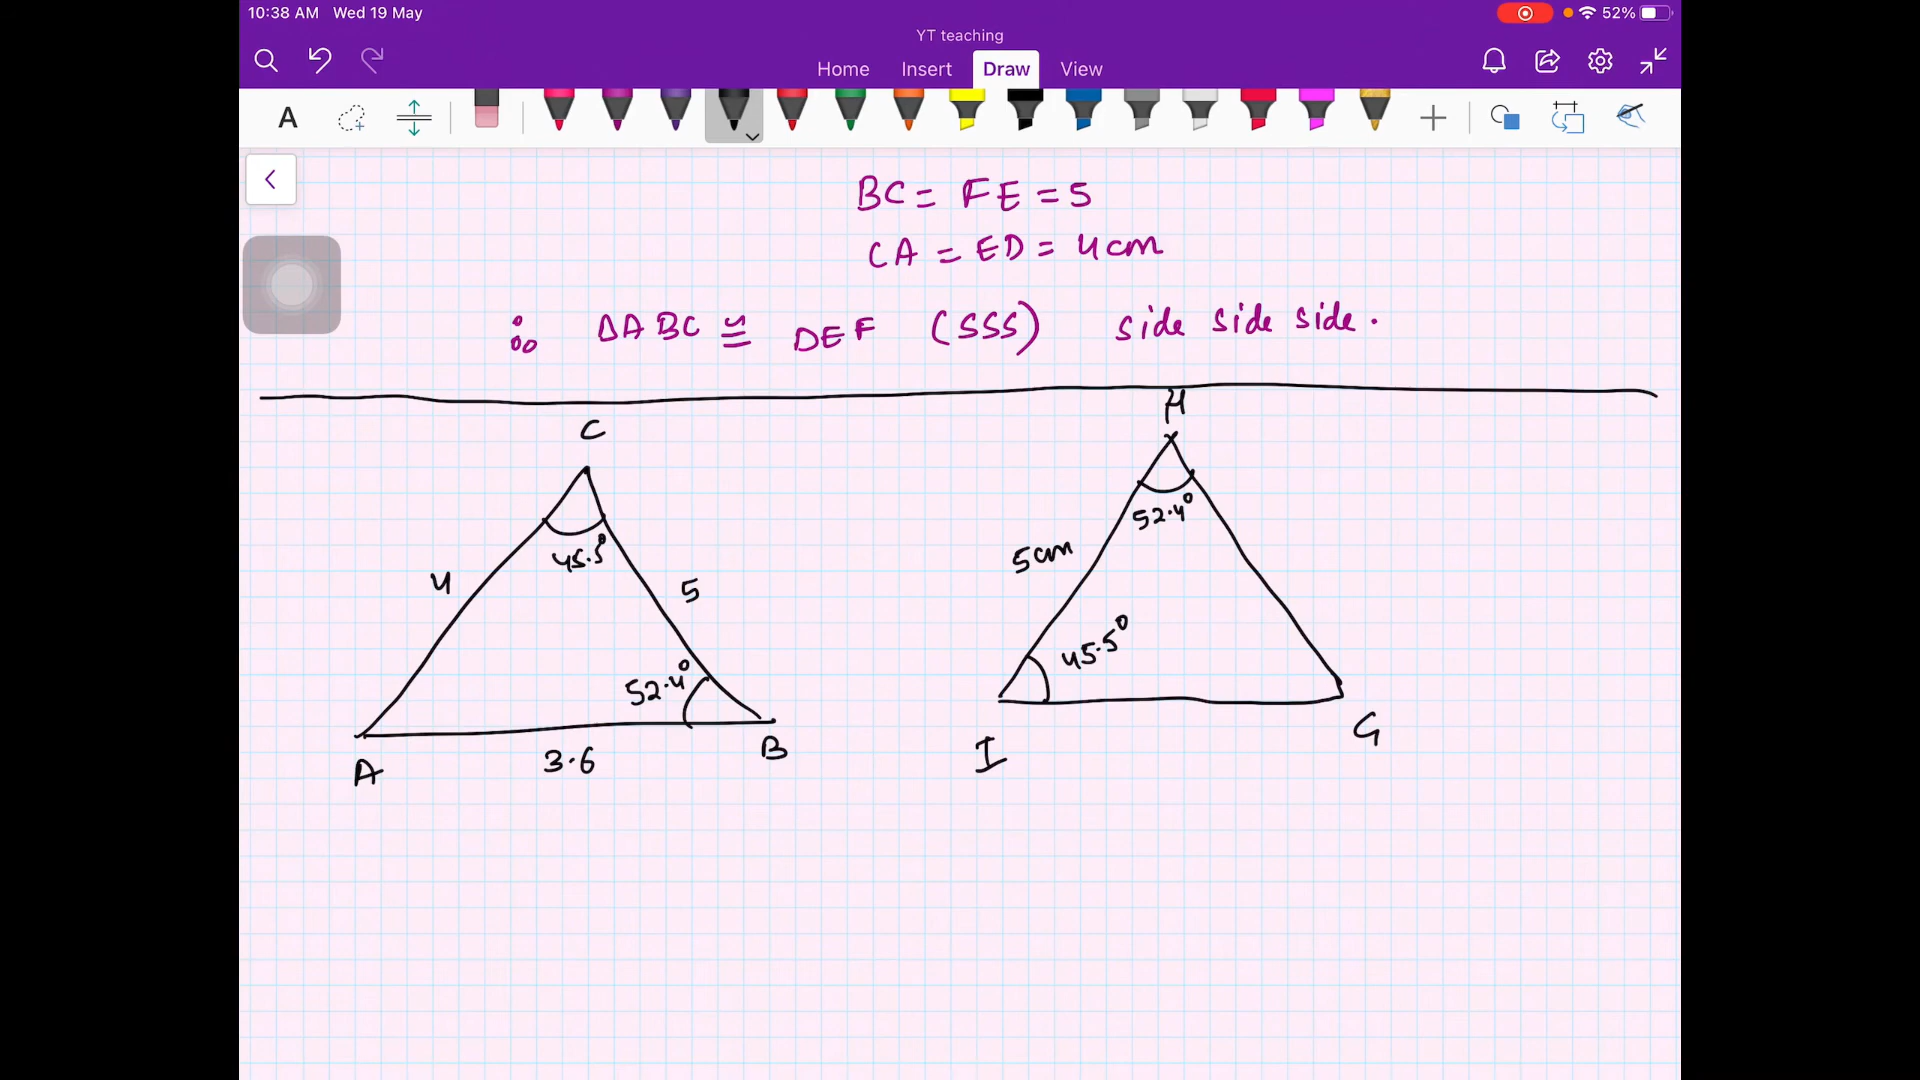 10:38 AM Wed 19 May
52%
YT teaching
Home Insert Draw View
A
BC = FE = 5
CA = ED = 4cm
∴ ΔABC ≅ DEF (SSS) side side side.
C
H
45.5°
52.4°
4
5
5cm
52.4°
45.5°
A
3.6
B
I
G